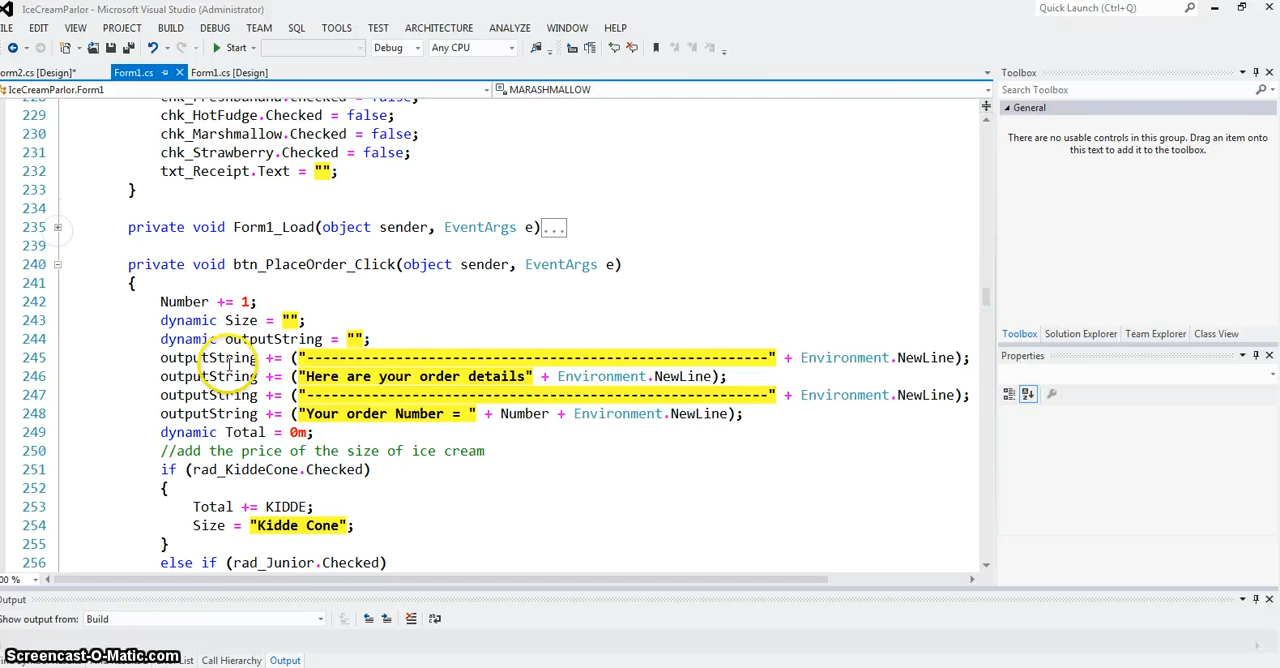 IceCreamParlor - Microsoft Visual Studio (Administrator)
Quick Launch (Ctrl+Q)
ILE EDIT VIEW PROJECT BUILD DEBUG TEAM SQL TOOLS TEST ARCHITECTURE ANALYZE WINDOW HELP
Start Debug Any CPU
orm2.cs [Design]* Form1.cs Form1.cs [Design]
IceCreamParlor.Form1 MARASHMALLOW
228 chk_FreshBanana.Checked = false;
229 chk_HotFudge.Checked = false;
230 chk_Marshmallow.Checked = false;
231 chk_Strawberry.Checked = false;
232 txt_Receipt.Text = "";
233 }
234
235 private void Form1_Load(object sender, EventArgs e)...
239
240 private void btn_PlaceOrder_Click(object sender, EventArgs e)
241 {
242 Number += 1;
243 dynamic Size = "";
244 dynamic outputString = "";
245 outputString += ("---------------------------------------------------------" + Environment.NewLine);
246 outputString += ("Here are your order details" + Environment.NewLine);
247 outputString += ("---------------------------------------------------------" + Environment.NewLine);
248 outputString += ("Your order Number = " + Number + Environment.NewLine);
249 dynamic Total = 0m;
250 //add the price of the size of ice cream
251 if (rad_KiddeCone.Checked)
252 {
253 Total += KIDDE;
254 Size = "Kidde Cone";
255 }
256 else if (rad_Junior.Checked)
00 %
Toolbox
Search Toolbox
General
There are no usable controls in this group. Drag an item onto
this text to add it to the toolbox.
Toolbox Solution Explorer Team Explorer Class View
Properties
Output
Show output from: Build
List Call Hierarchy Output
Screencast-O-Matic.com